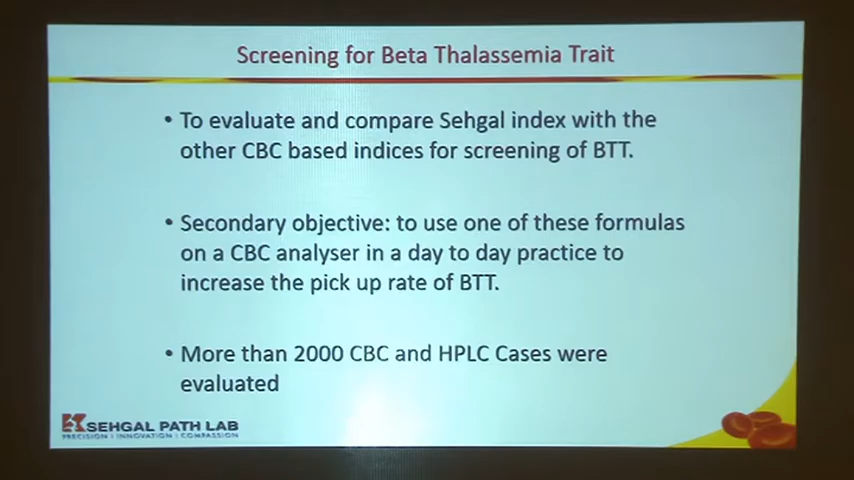 Screening for Beta Thalassemia Trait
• To evaluate and compare Sehgal index with the
other CBC based indices for screening of BTT.
• Secondary objective: to use one of these formulas
on a CBC analyser in a day to day practice to
increase the pick up rate of BTT.
• More than 2000 CBC and HPLC Cases were
evaluated
SEHGAL PATH LAB
PRECISION | INNOVATION | COMPASSION